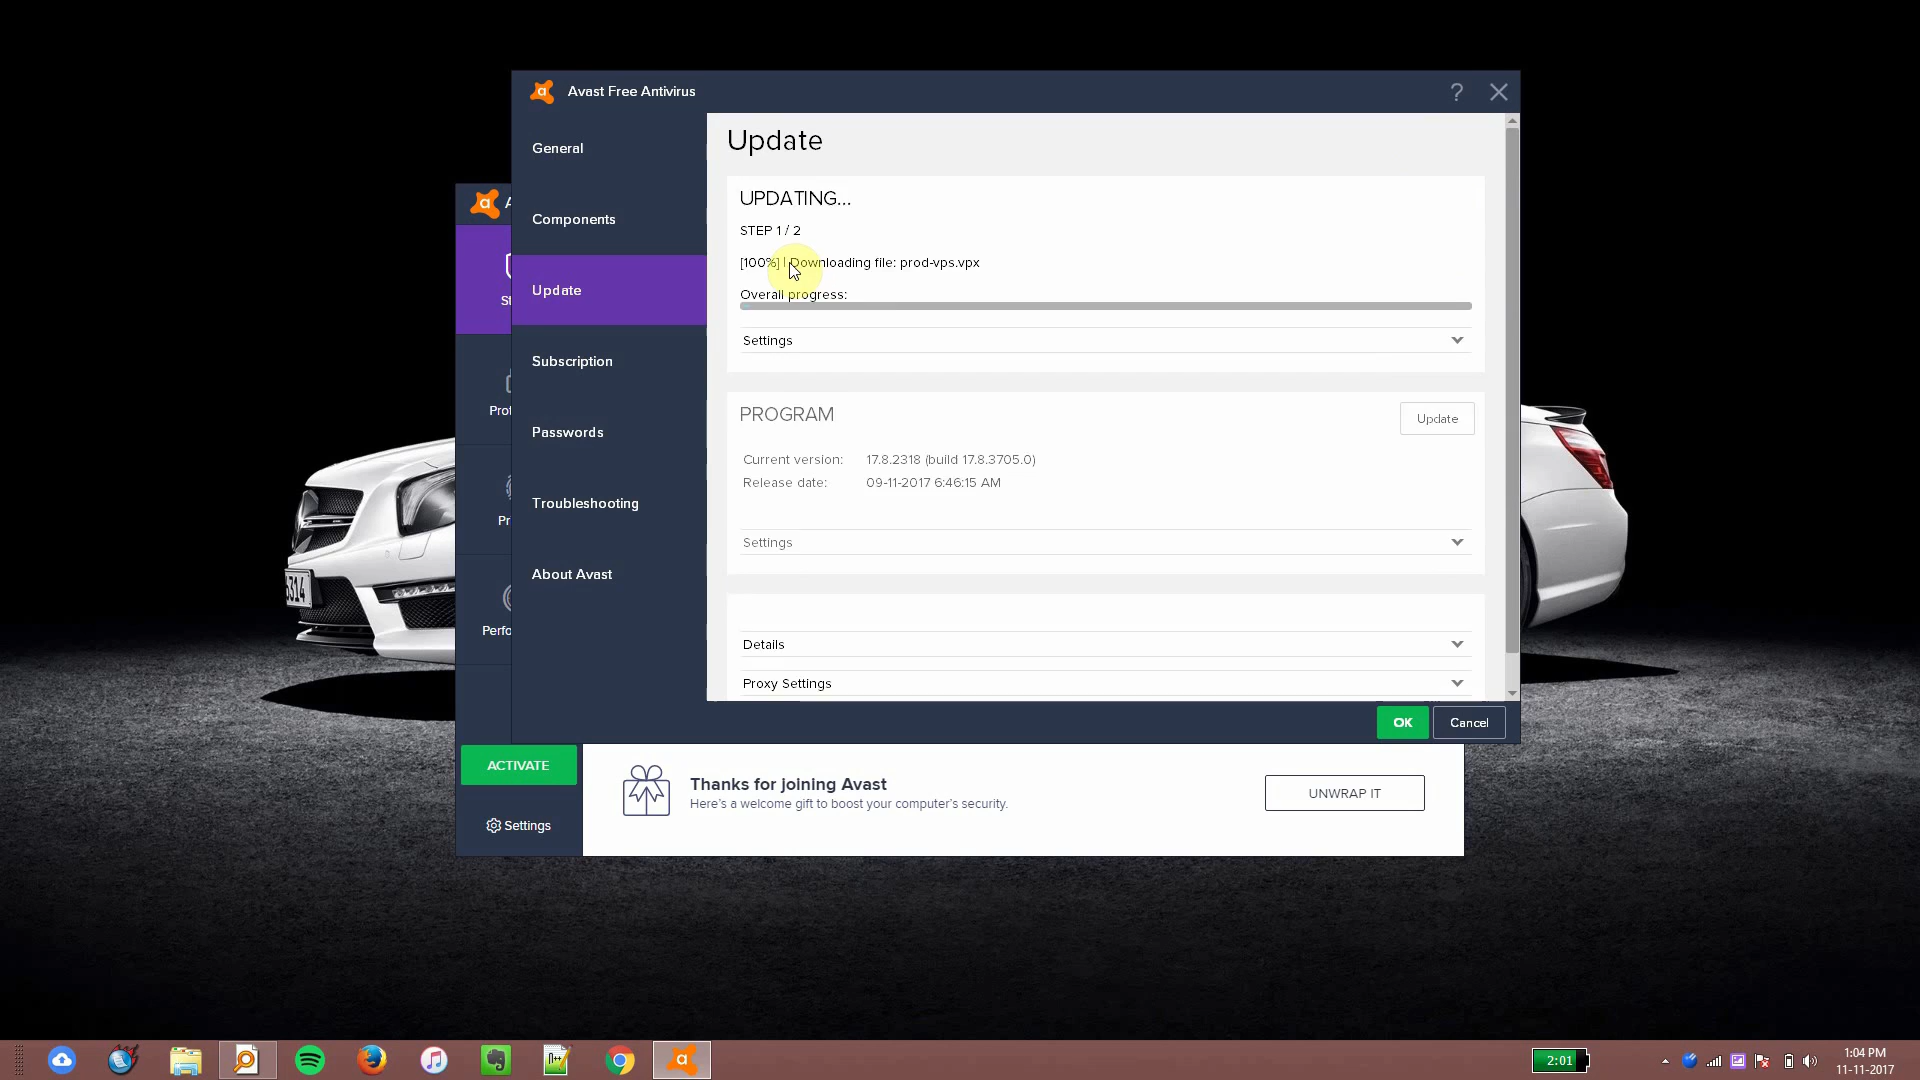 Avast Free Antivirus
?
General
Components
Update
Subscription
Passwords
Troubleshooting
About Avast
Update
UPDATING...
STEP 1 / 2
[100%] | Downloading file: prod-vps.vpx
Overall progress:
Settings
PROGRAM
Update
Current version: 17.8.2318 (build 17.8.3705.0)
Release date: 09-11-2017 6:46:15 AM
Settings
Details
Proxy Settings
OK
Cancel
A
St
Prot
Pr
Perfo
ACTIVATE
Settings
Thanks for joining Avast
Here's a welcome gift to boost your computer's security.
UNWRAP IT
2:01
1:04 PM
11-11-2017